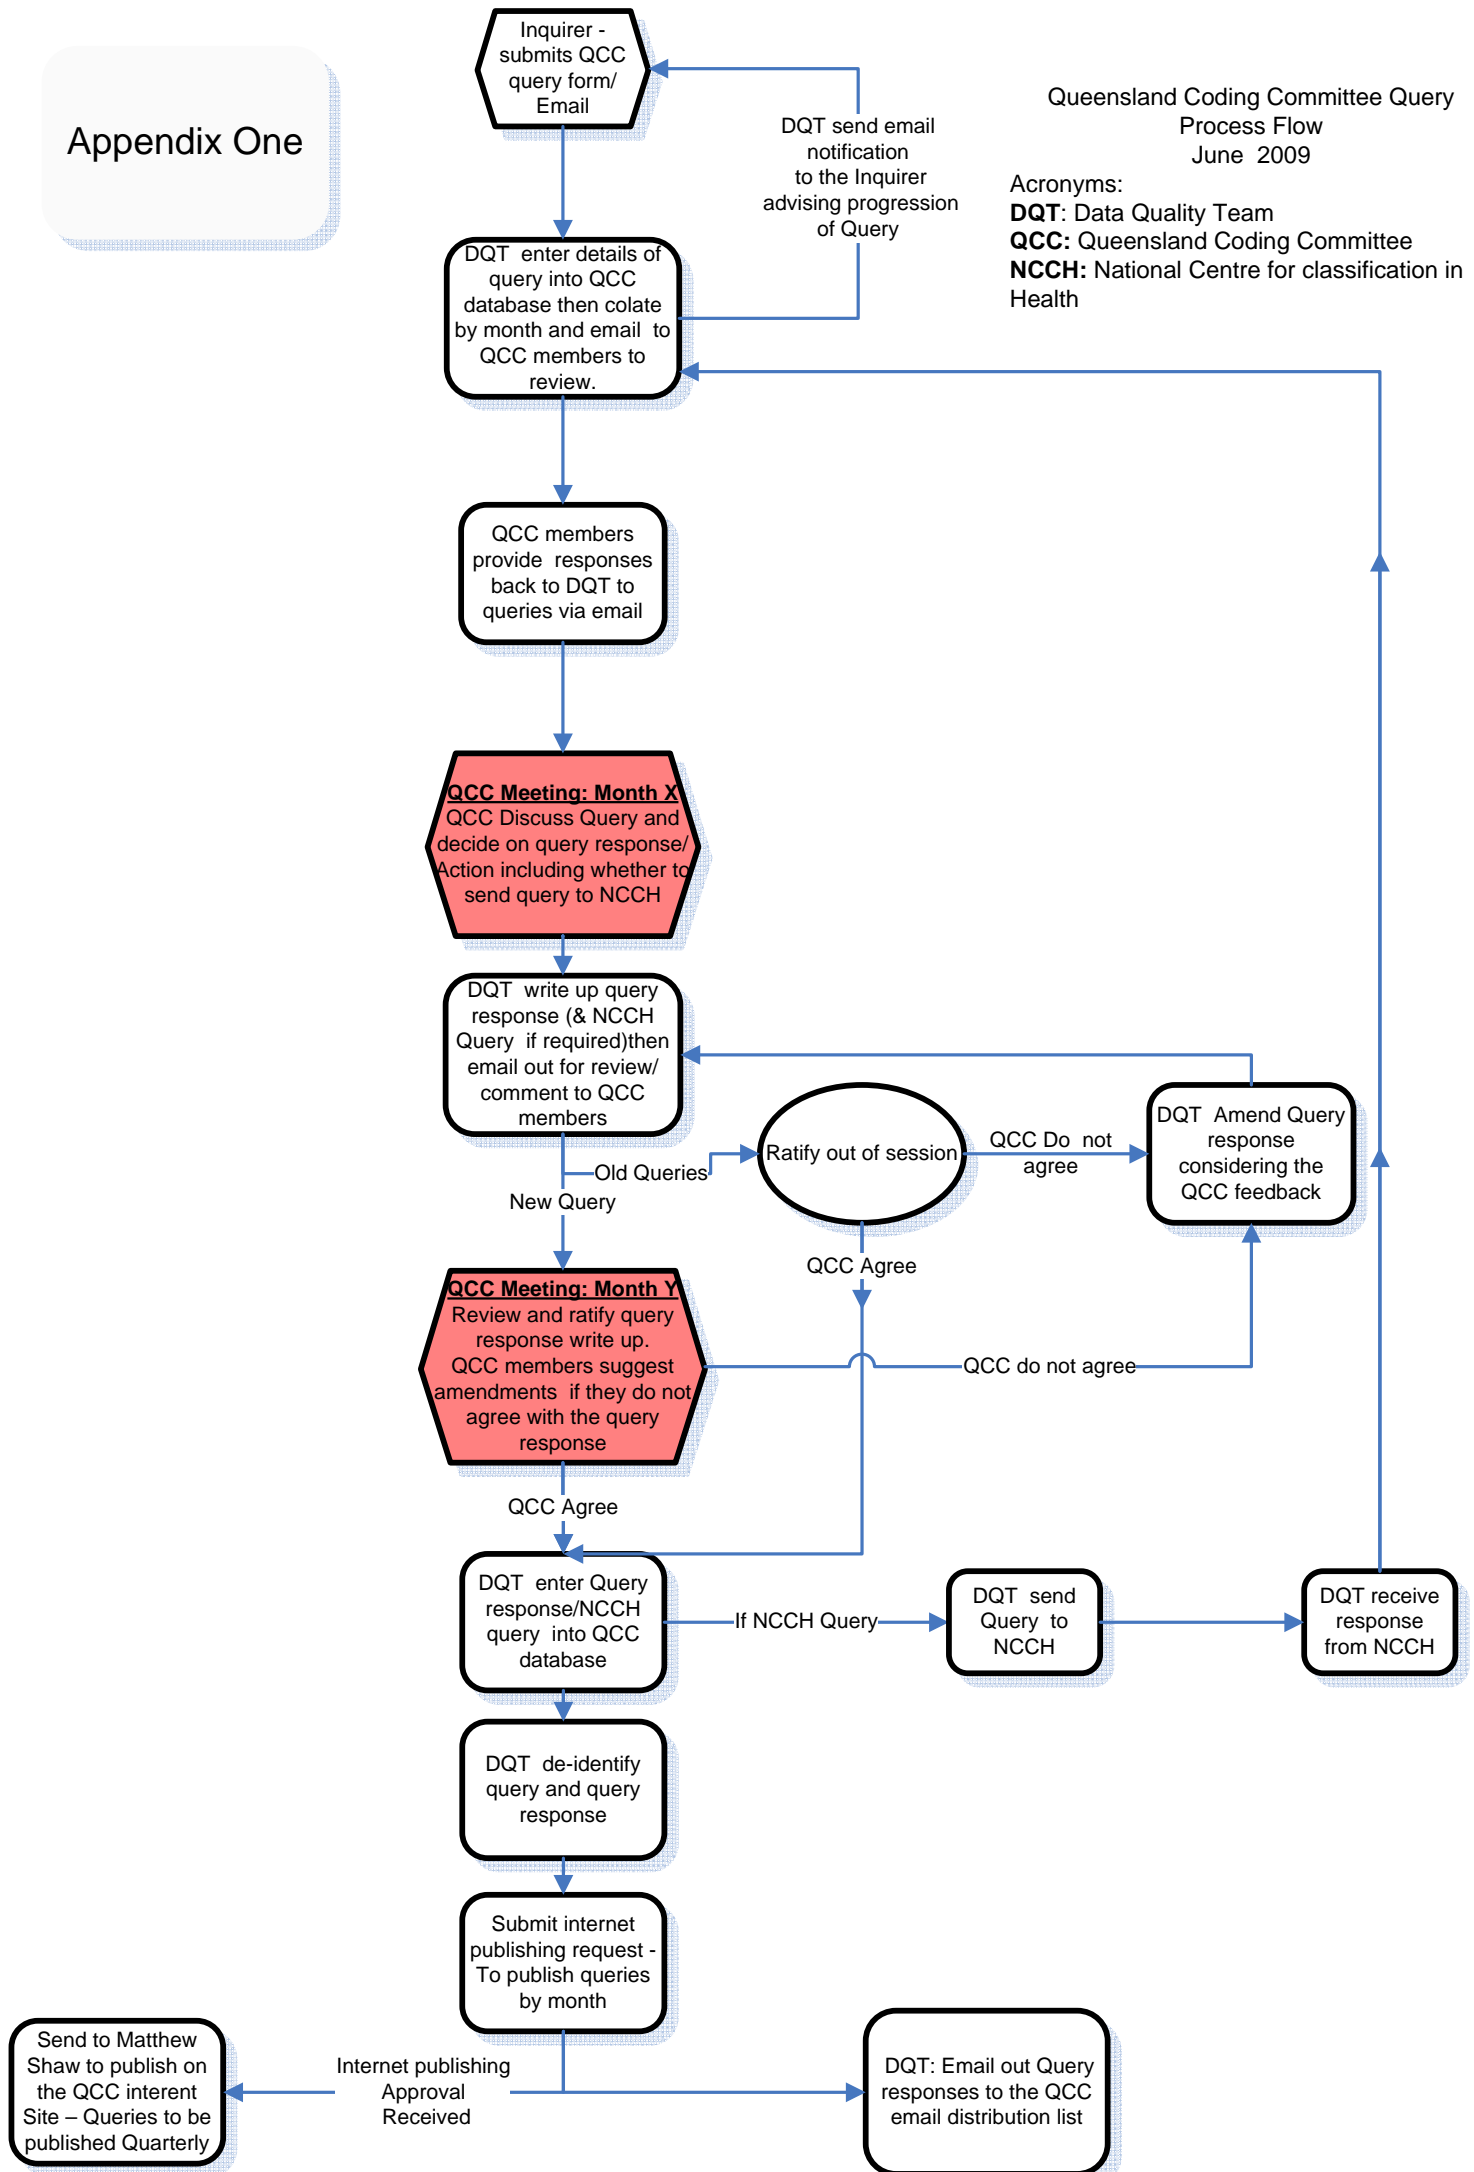 Appendix One
Inquirer -
submits QCC
query form/
Email
DQT send email
notification
to the Inquirer
advising progression
of Query
Queensland Coding Committee Query
Process Flow
June 2009
Acronyms:
DQT: Data Quality Team
QCC: Queensland Coding Committee
NCCH: National Centre for classification in
Health
DQT enter details of
query into QCC
database then colate
by month and email to
QCC members to
review.
QCC members
provide responses
back to DQT to
queries via email
QCC Meeting: Month X
QCC Discuss Query and
decide on query response/
Action including whether to
send query to NCCH
DQT write up query
response (& NCCH
Query if required)then
email out for review/
comment to QCC
members
Old Queries
New Query
Ratify out of session
QCC Do not
agree
DQT Amend Query
response
considering the
QCC feedback
QCC Agree
QCC Meeting: Month Y
Review and ratify query
response write up.
QCC members suggest
amendments if they do not
agree with the query
response
QCC do not agree
QCC Agree
DQT enter Query
response/NCCH
query into QCC
database
If NCCH Query
DQT send
Query to
NCCH
DQT receive
response
from NCCH
DQT de-identify
query and query
response
Submit internet
publishing request -
To publish queries
by month
Send to Matthew
Shaw to publish on
the QCC interent
Site – Queries to be
published Quarterly
Internet publishing
Approval
Received
DQT: Email out Query
responses to the QCC
email distribution list